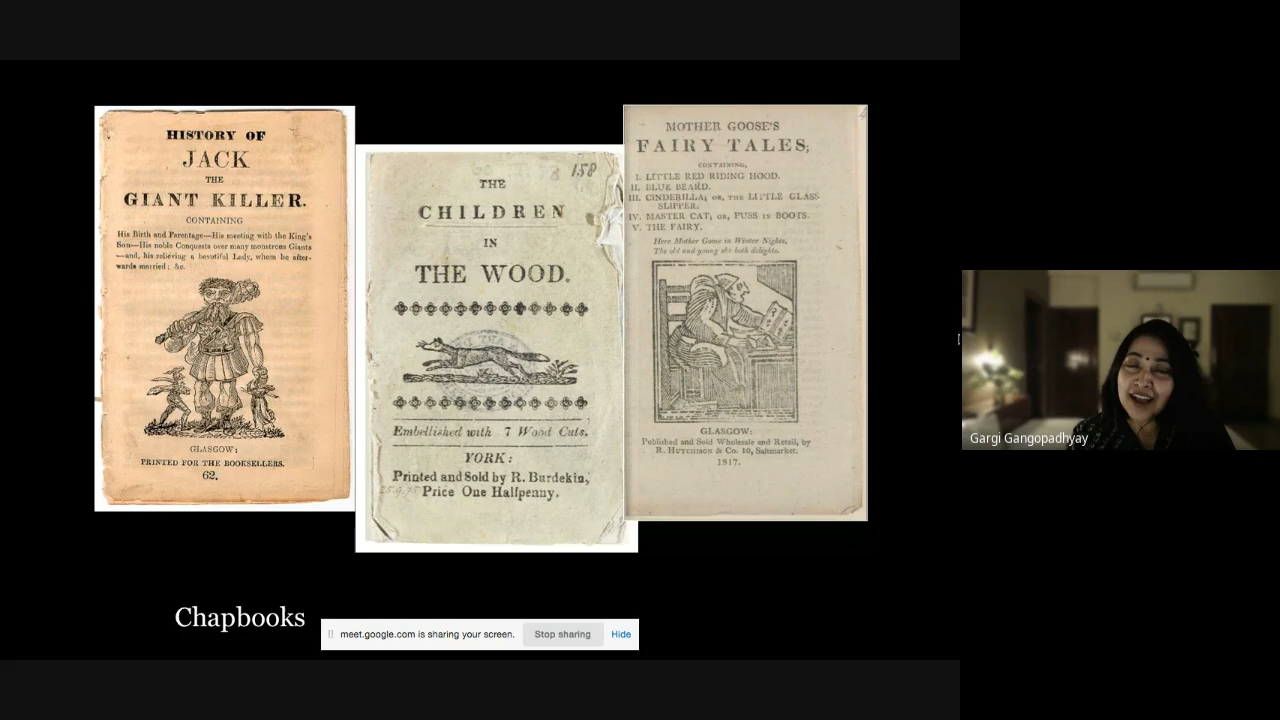 HISTORY OF
JACK
THE
GIANT KILLER.
CONTAINING
His Birth and Parentage—His meeting with the King's
Son—His noble Conquests over many monstrous Giants
—and, his relieving a beautiful Lady, whom he after-
wards married; &c.
GLASGOW:
PRINTED FOR THE BOOKSELLERS.
62.
158
THE
CHILDREN
IN
THE WOOD.
Embellished with 7 Wood Cuts.
YORK:
Printed and Sold by R. Burdekin,
Price One Halfpenny.
MOTHER GOOSE'S
FAIRY TALES;
CONTAINING,
I. LITTLE RED RIDING HOOD.
II. BLUE BEARD.
III. CINDERILLA; OR, THE LITTLE GLASS
SLIPPER.
IV. MASTER CAT; OR, PUSS IN BOOTS.
V. THE FAIRY.
Here Mother Goose in Winter Nights,
The old and young she both delights.
GLASGOW:
Published and Sold Wholesale and Retail, by
R. HUTCHISON & Co. 10, Saltmarket.
1817.
Chapbooks
meet.google.com is sharing your screen.
Stop sharing
Hide
Gargi Gangopadhyay